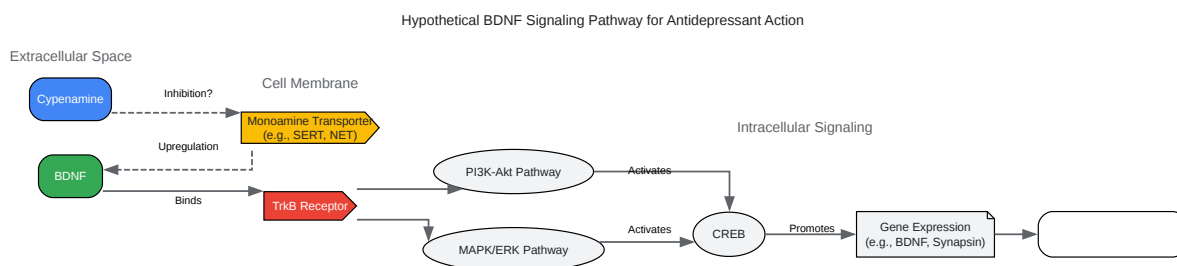 Hypothetical BDNF Signaling Pathway for Antidepressant Action
Extracellular Space
Cell Membrane
Cypenamine
Inhibition?
Monoamine Transporter
(e.g., SERT, NET)
Intracellular Signaling
Upregulation
BDNF
Binds
TrkB Receptor
PI3K-Akt Pathway
Activates
MAPK/ERK Pathway
Activates
CREB
Promotes
Gene Expression
(e.g., BDNF, Synapsin)